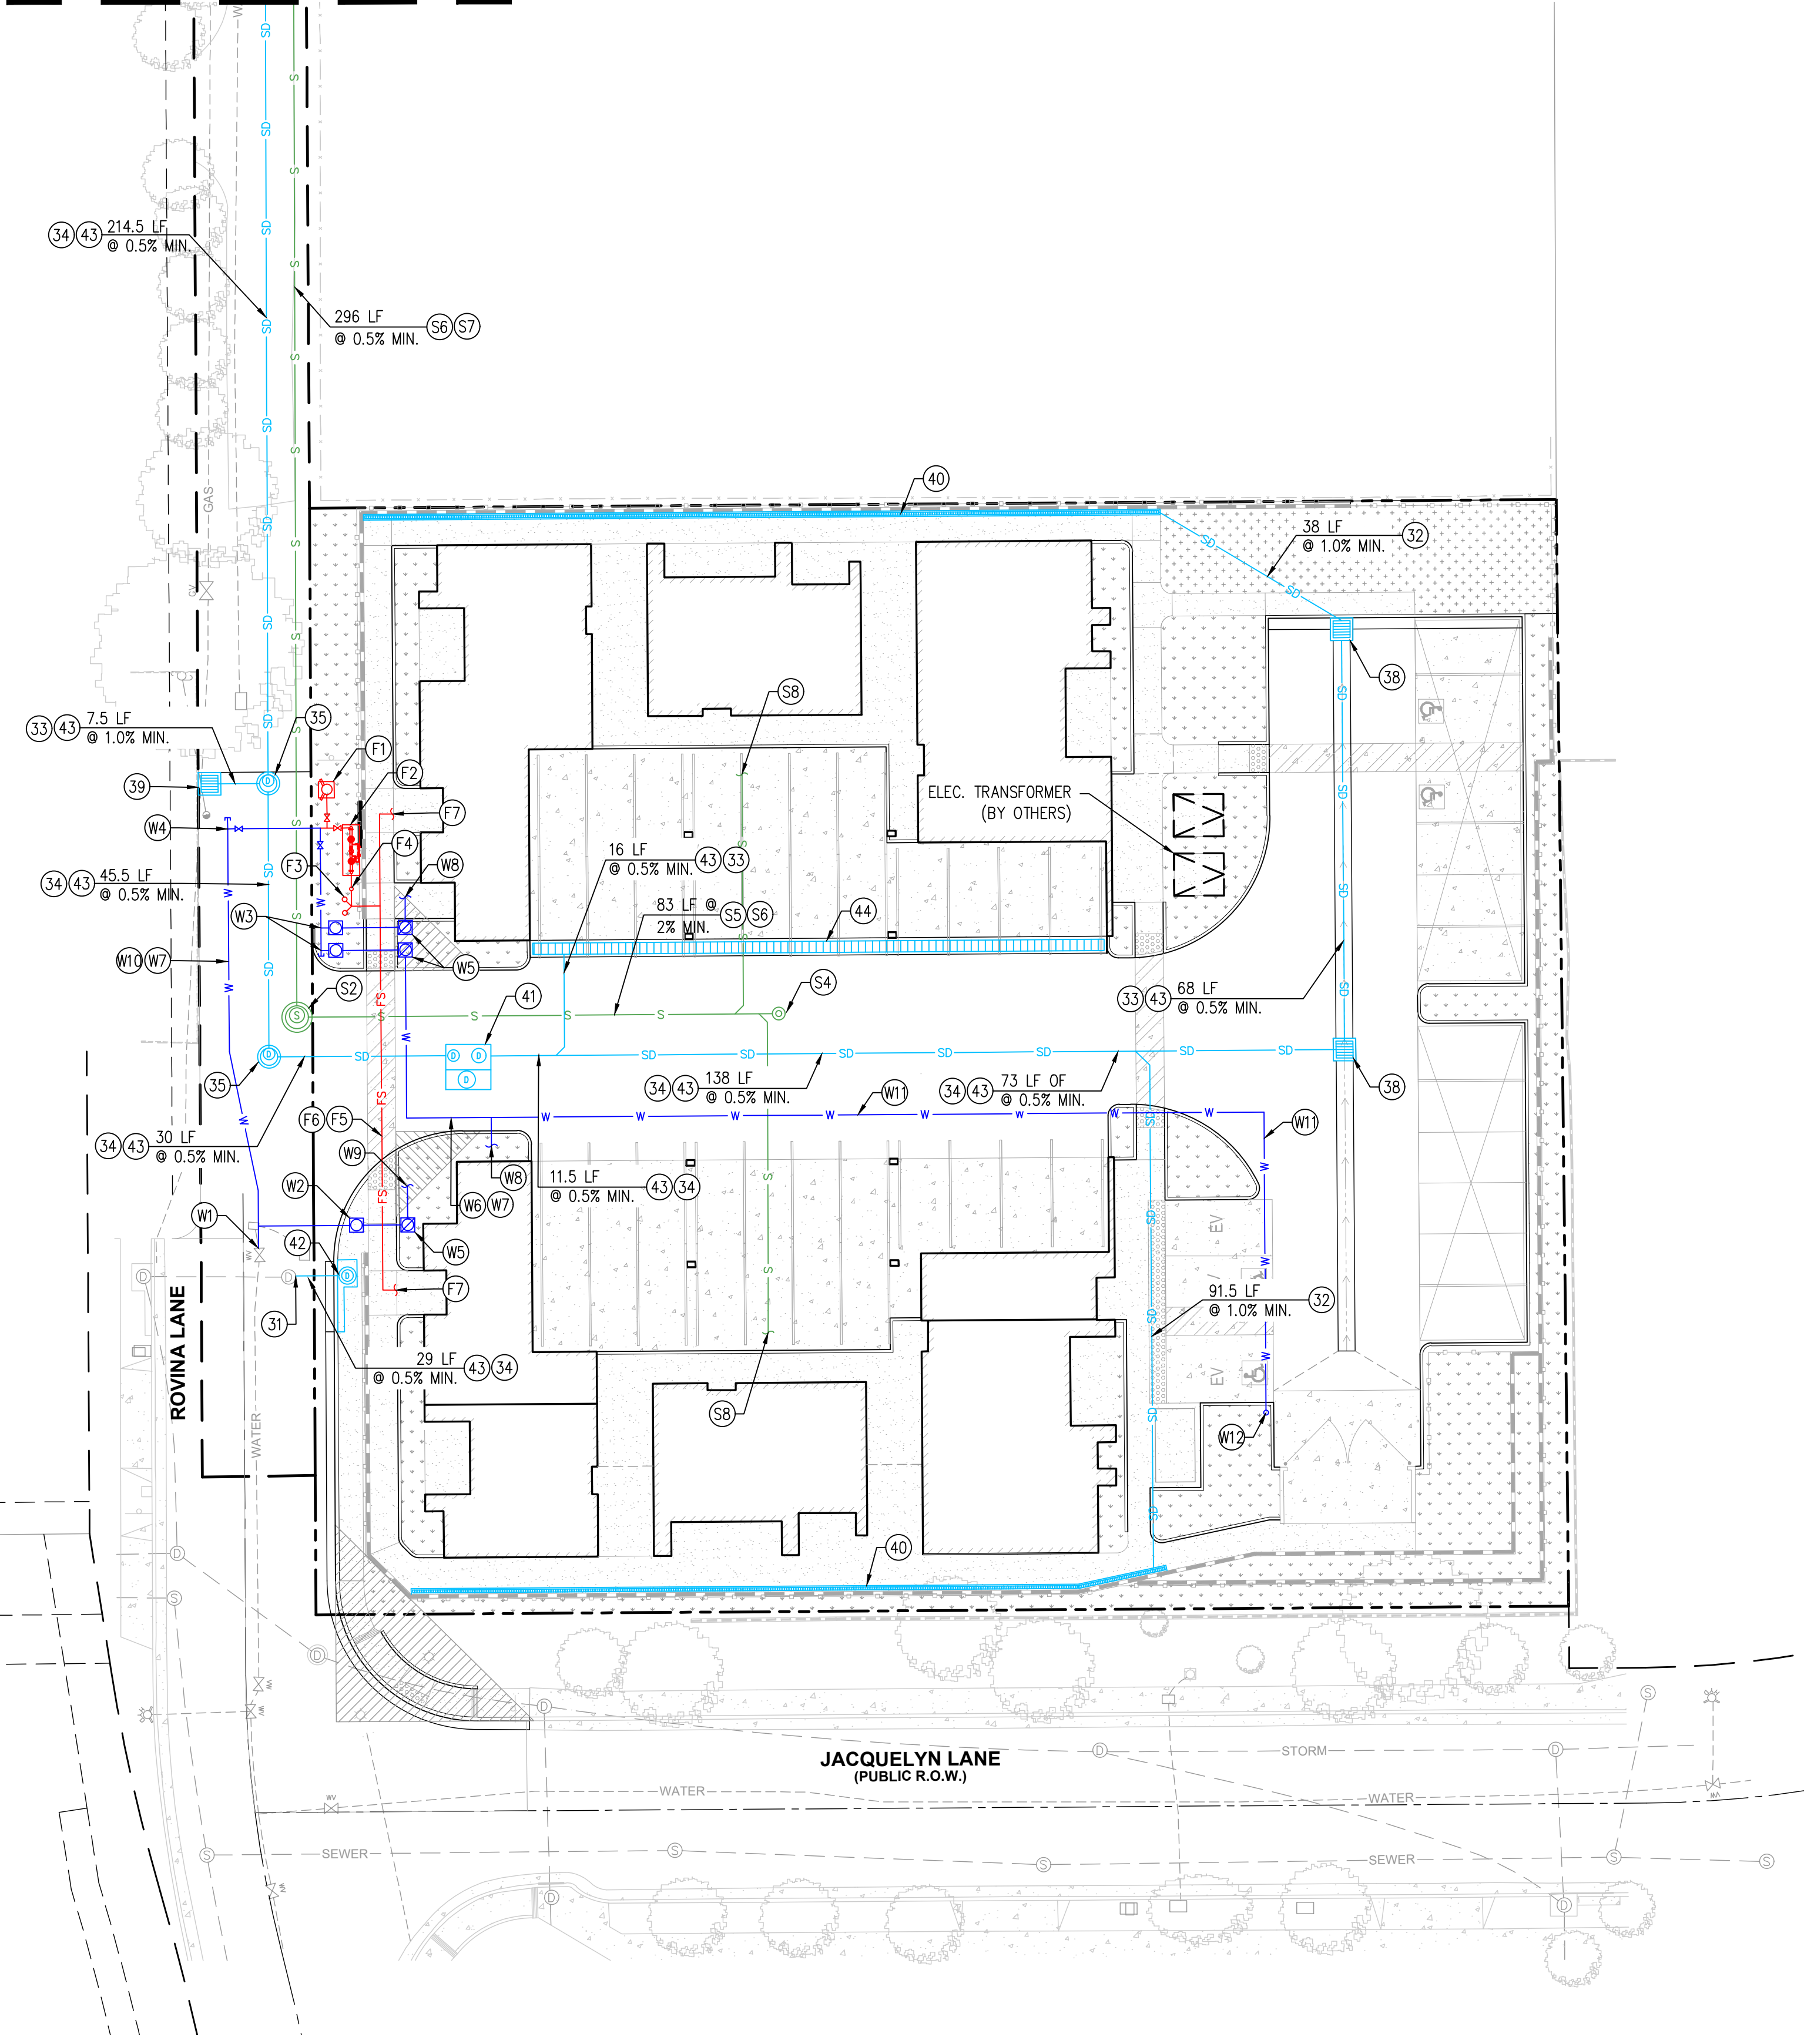 34 43 214.5 LF
@ 0.5% MIN.
296 LF
@ 0.5% MIN. S6 S7
GAS
GV
40
38 LF
@ 1.0% MIN. 32
38
S8
33 43 7.5 LF
@ 1.0% MIN.
35
39
F1
F2
F7
W4
F4
F3
W8
ELEC. TRANSFORMER
(BY OTHERS)
34 43 45.5 LF
@ 0.5% MIN.
16 LF
@ 0.5% MIN. 43 33
83 LF @
2% MIN. S5 S6
44
W3
W5
W10 W7
S2
41
S4
33 43 68 LF
@ 0.5% MIN.
35
34 43 138 LF
@ 0.5% MIN.
34 43 73 LF OF
@ 0.5% MIN.
38
W11
W11
F6 F5
34 43 30 LF
@ 0.5% MIN.
W9
W8
11.5 LF
@ 0.5% MIN. 43 34
W2
W6 W7
W1
W5
42
F7
EV
EV
91.5 LF
@ 1.0% MIN. 32
31
29 LF
@ 0.5% MIN. 43 34
ROVINA LANE
WATER
S8
W12
40
SD
S
W
FS
D
WV
JACQUELYN LANE
(PUBLIC R.O.W.)
STORM
WATER
WATER
SEWER
SEWER